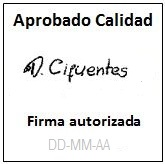 Aprobado Calidad
D. Cifuentes
Firma autorizada
DD-MM-AA